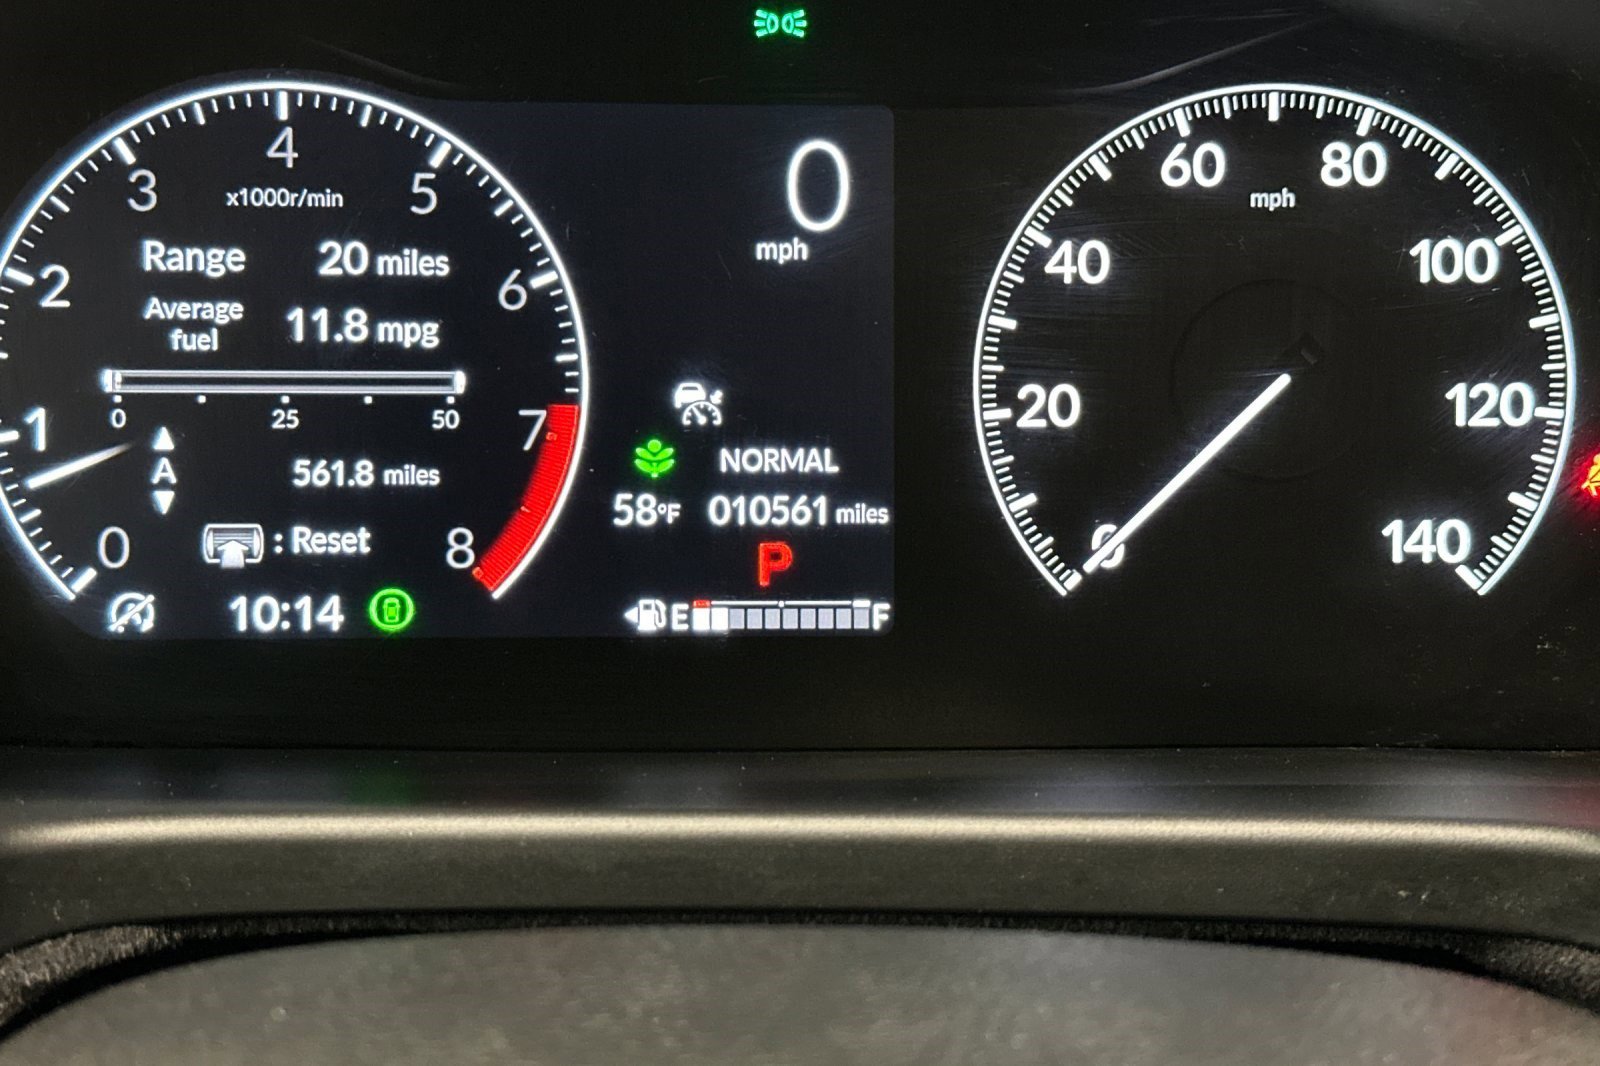 4
3
5
x1000r/min
Range 20 miles
2
6
Average
fuel
11.8 mpg
0 25 50
1
7
A
561.8 miles
0
: Reset
8
10:14
0
mph
NORMAL
58°F 010561 miles
P
E F
60 80
mph
40 100
20 120
0 140